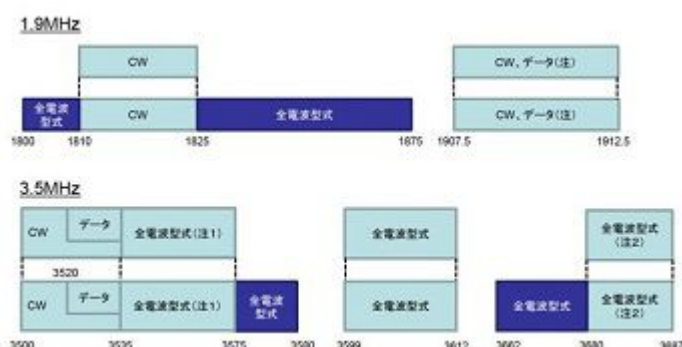 1.9MHz
CW
CW、データ(注)
全電波
型式
CW
全電波型式
CW、データ(注)
1800 1810 1825 1875 1907.5 1912.5
3.5MHz
CW データ 全電波型式(注1)
全電波型式
全電波型式
(注2)
3520
CW データ 全電波型式(注1)
全電波
型式
全電波型式
全電波型式
全電波型式
(注2)
3500 3535 3575 3580 3599 3612 3662 3680 3687